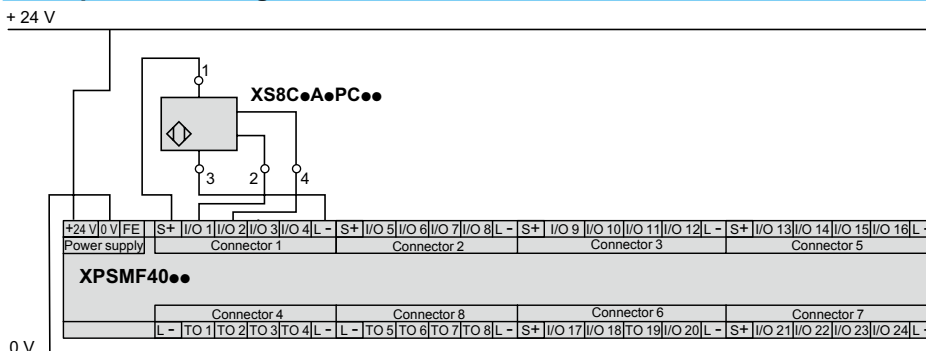 + 24 V
1
XS8C●A●PC●●
3 2 4
+24 V 0 V FE S+ I/O 1 I/O 2 I/O 3 I/O 4 L - S+ I/O 5 I/O 6 I/O 7 I/O 8 L - S+ I/O 9 I/O 10 I/O 11 I/O 12 L - S+ I/O 13 I/O 14 I/O 15 I/O 16 L -
Power supply Connector 1 Connector 2 Connector 3 Connector 5
XPSMF40●●
Connector 4 Connector 8 Connector 6 Connector 7
L - TO 1 TO 2 TO 3 TO 4 L - L - TO 5 TO 6 TO 7 TO 8 L - S+ I/O 17 I/O 18 TO 19 I/O 20 L - S+ I/O 21 I/O 22 I/O 23 I/O 24 L -
0 V